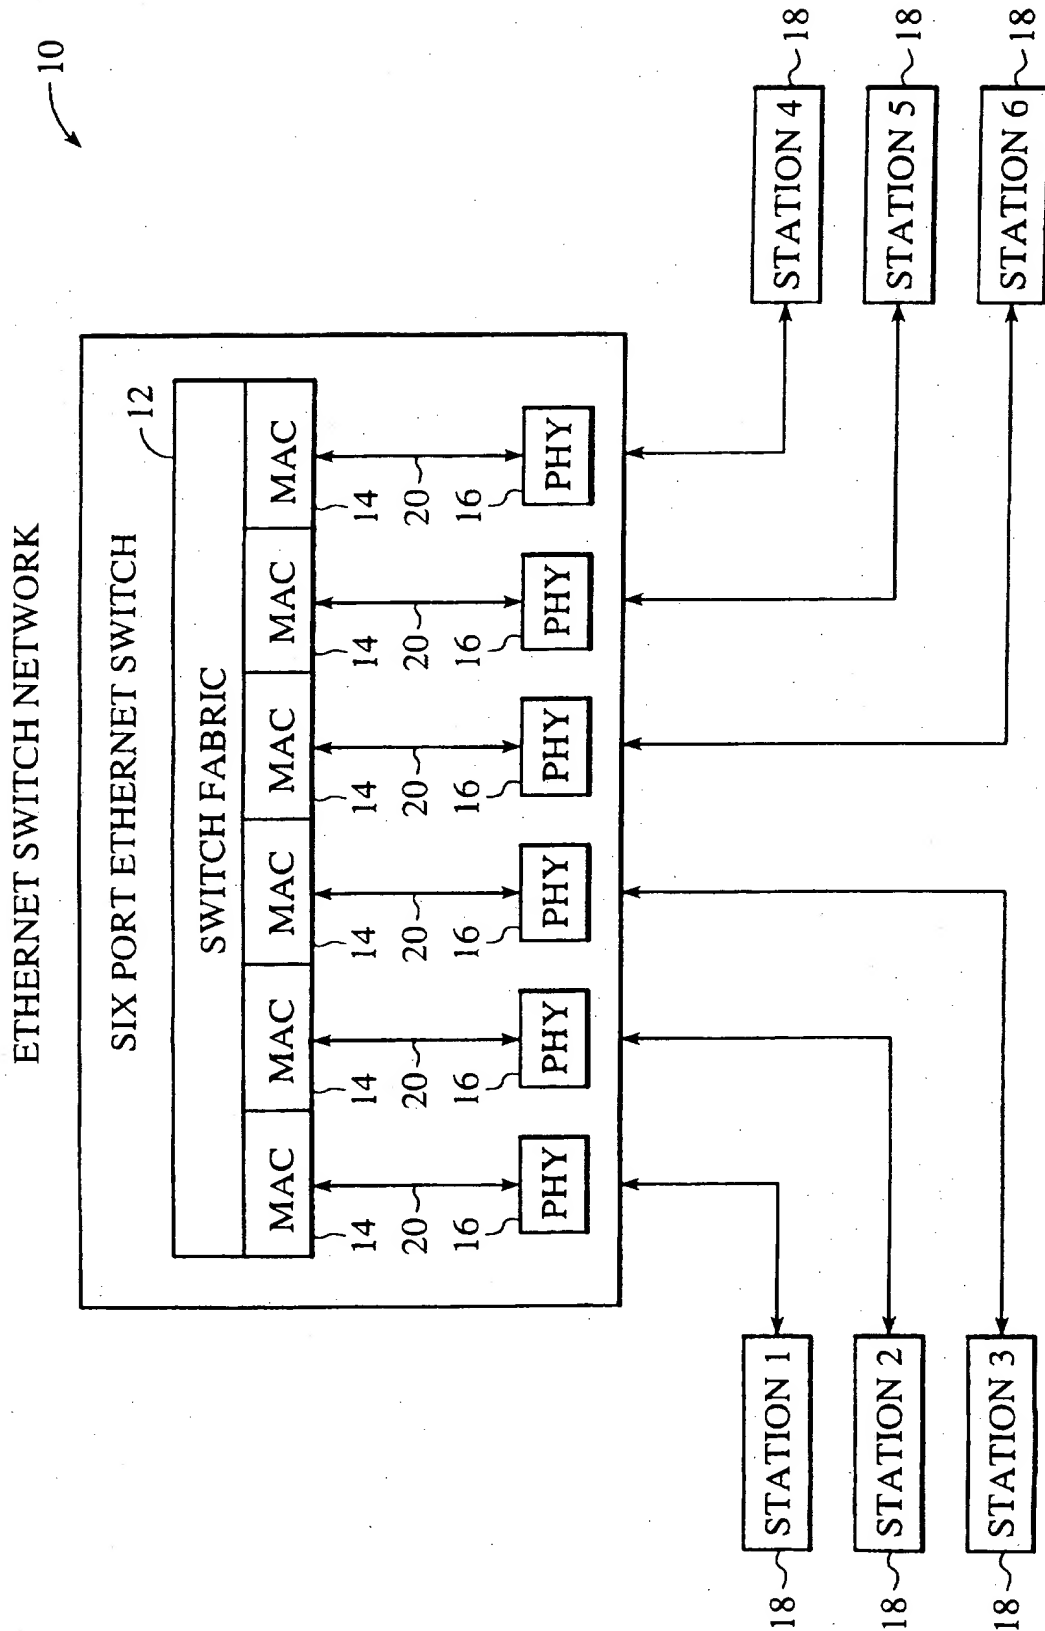 ETHERNET SWITCH NETWORK
10
SIX PORT ETHERNET SWITCH
12
SWITCH FABRIC
MAC MAC MAC MAC MAC MAC
14 14 14 14 14 14
20 20 20 20 20 20
16 16 16 16 16 16
PHY PHY PHY PHY PHY PHY
18 STATION 1
STATION 4 18
18 STATION 2
STATION 5 18
18 STATION 3
STATION 6 18